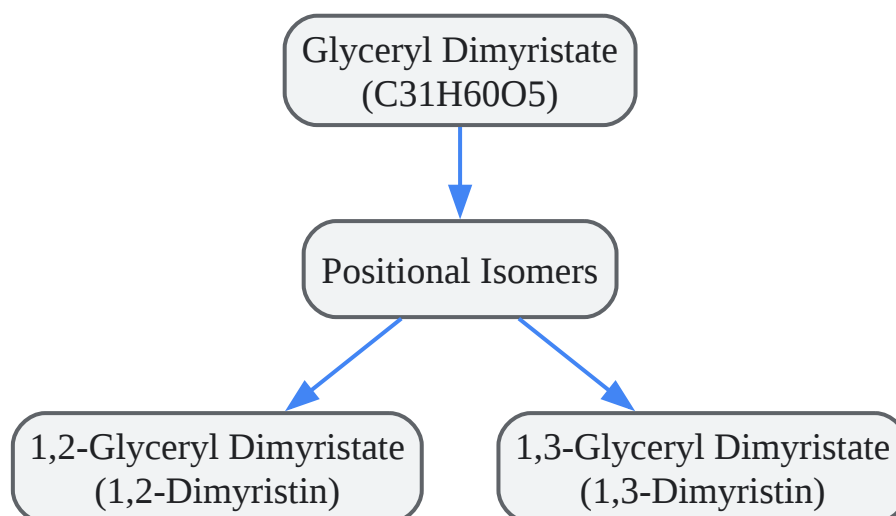 Glyceryl Dimyristate
(C31H60O5)
Positional Isomers
1,2-Glyceryl Dimyristate
(1,2-Dimyristin)
1,3-Glyceryl Dimyristate
(1,3-Dimyristin)